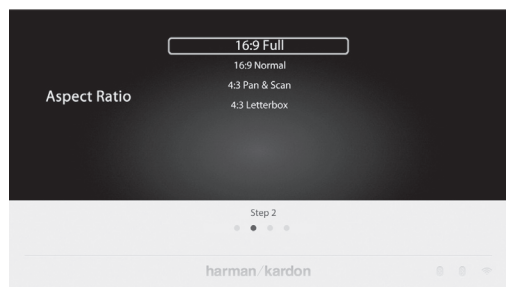 16:9 Full
16:9 Normal
4:3 Pan & Scan
4:3 Letterbox
Aspect Ratio
Step 2
harman/kardon